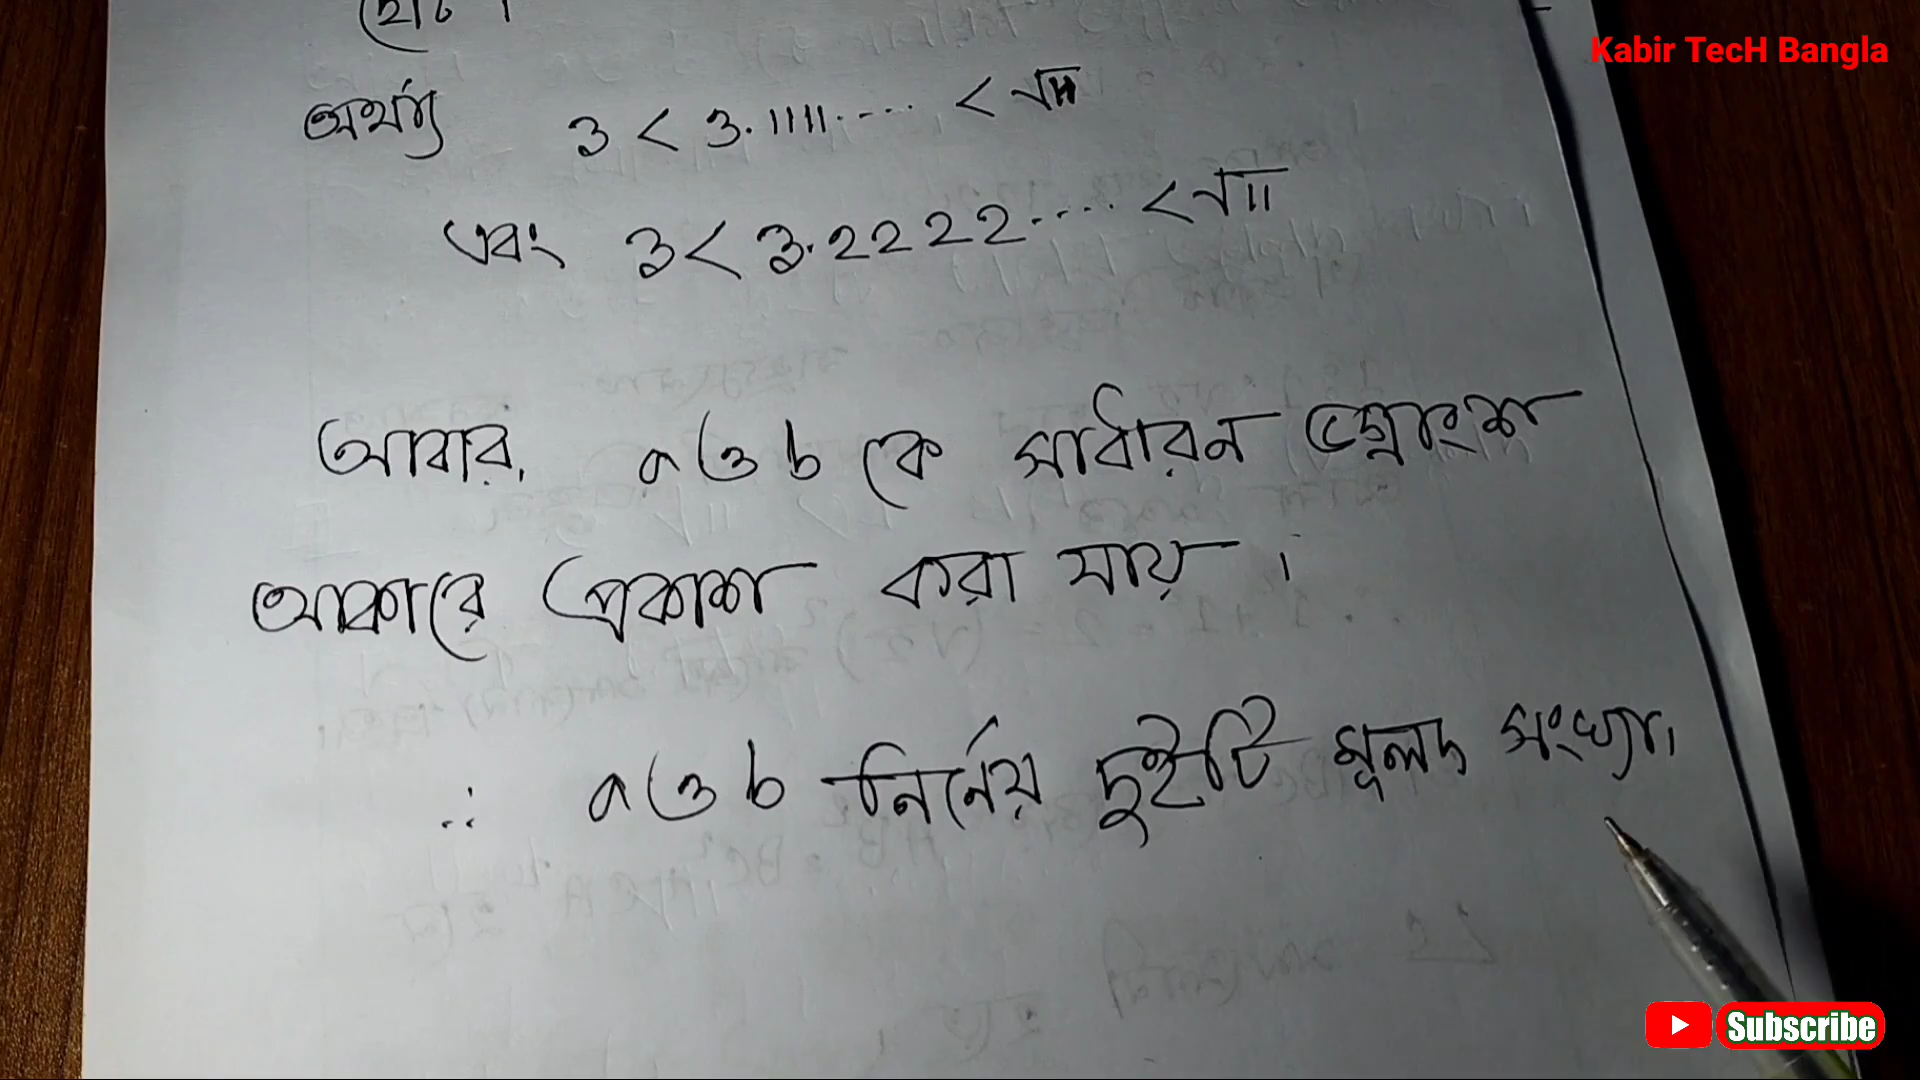 ছোট ।
Kabir TecH Bangla
অর্থাৎ 3 < 3.1111.... < √11
এবং 3 < 3.2222.... < √11
আবার, a ও b কে সাধারন ভগ্নাংশ
আকারে প্রকাশ করা যায় ।
∴ a ও b নির্নেয় দুইটি মূলদ সংখ্যা।
Subscribe